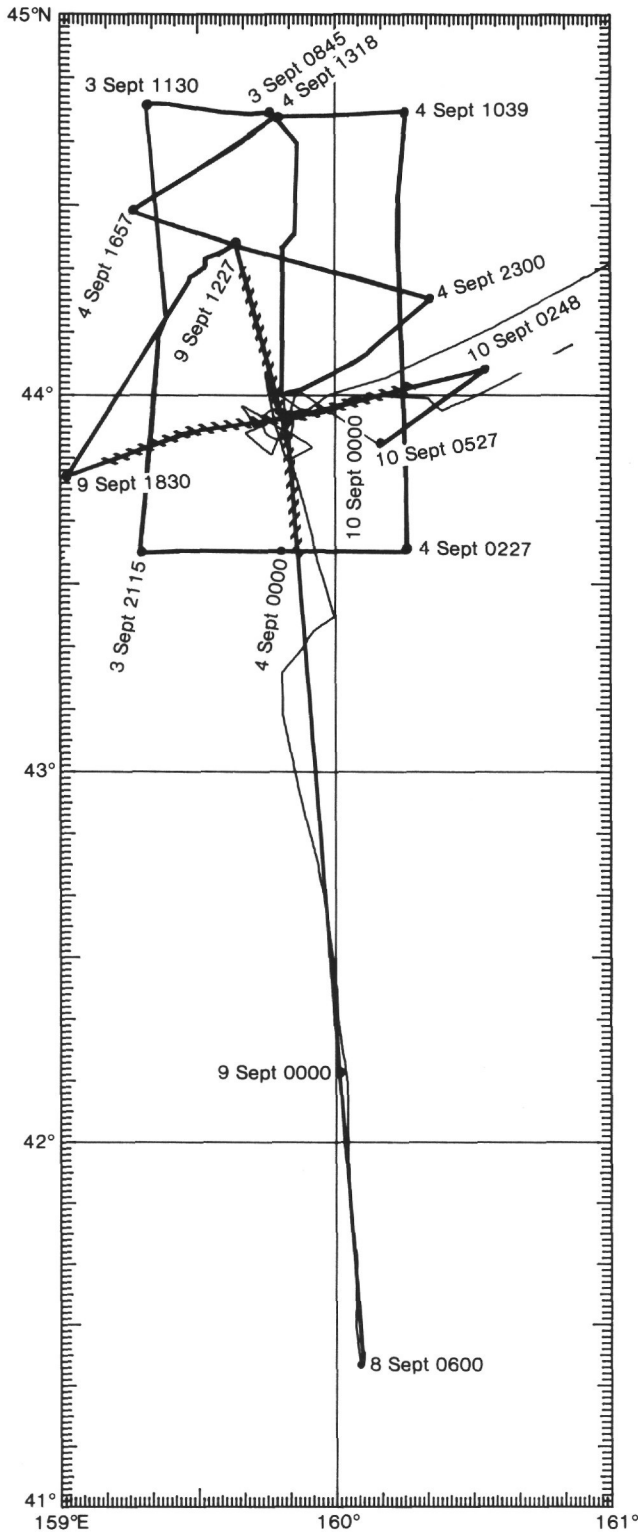 45°N
3 Sept 0845
4 Sept 1318
3 Sept 1130
4 Sept 1039
4 Sept 1657
9 Sept 1227
4 Sept 2300
10 Sept 0248
44°
10 Sept 0527
10 Sept 0000
9 Sept 1830
4 Sept 0227
3 Sept 2115
4 Sept 0000
43°
9 Sept 0000
42°
8 Sept 0600
41°
159°E
160°
161°